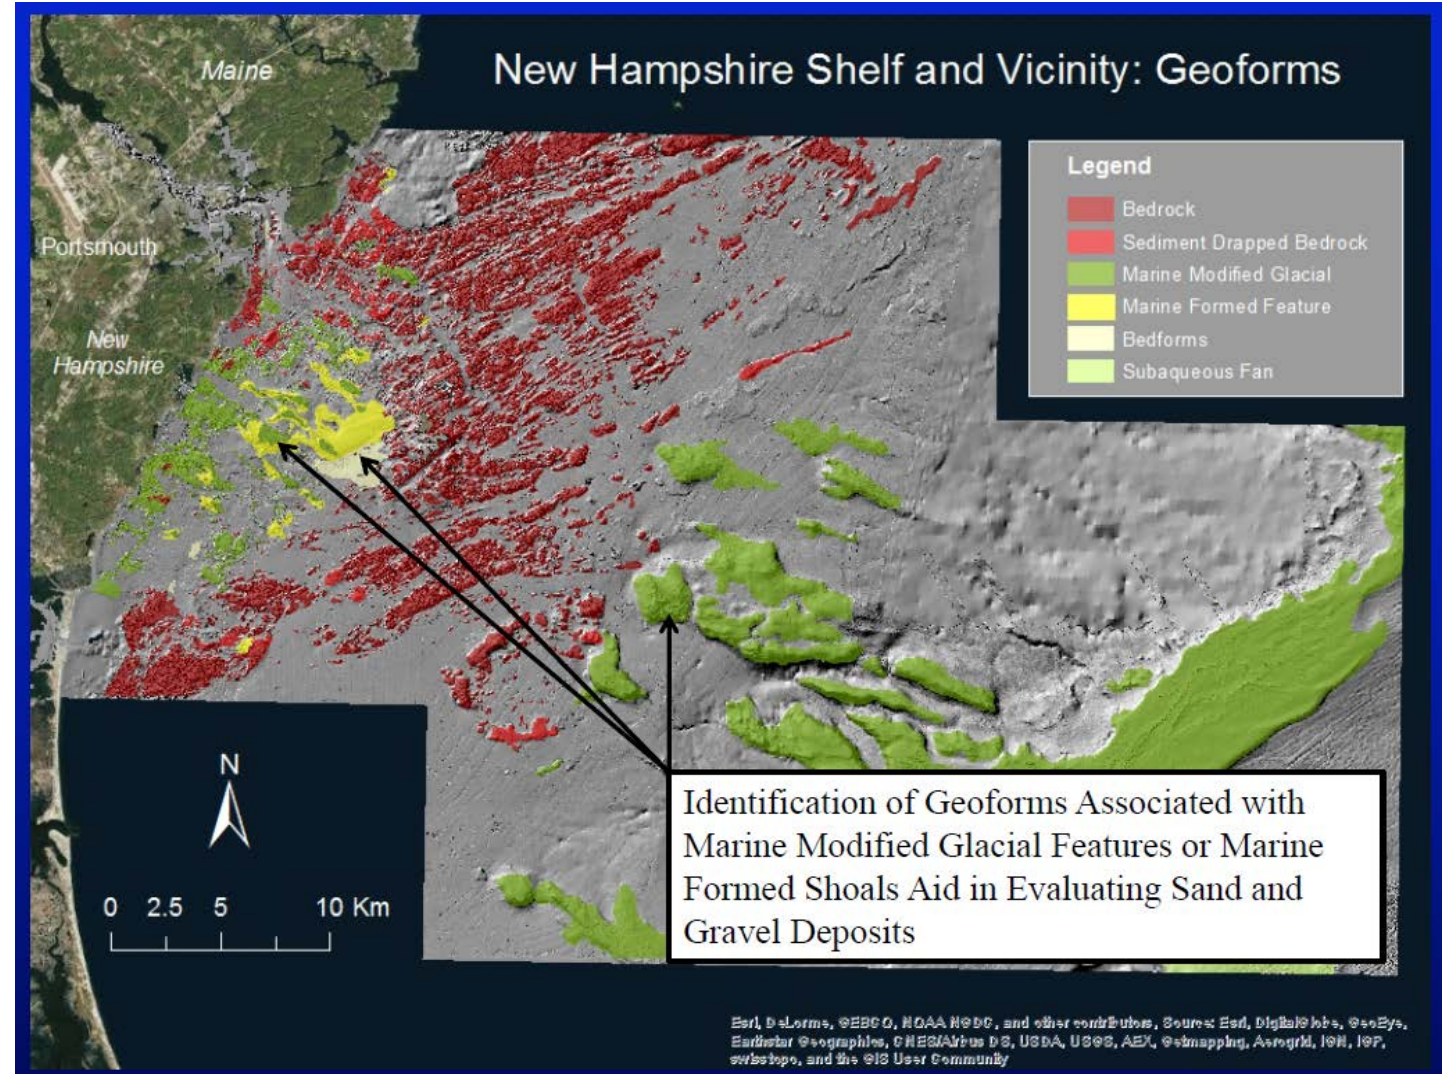 Maine
New Hampshire Shelf and Vicinity: Geoforms
Legend
Bedrock
Sediment Drapped Bedrock
Marine Modified Glacial
Marine Formed Feature
Bedforms
Subaqueous Fan
Portsmouth
New
Hampshire
N
0 2.5 5 10 Km
Identification of Geoforms Associated with
Marine Modified Glacial Features or Marine
Formed Shoals Aid in Evaluating Sand and
Gravel Deposits
Esri, DeLorme, GEBCO, NOAA NGDC, and other contributors, Source: Esri, DigitalGlobe, GeoEye,
Earthstar Geographics, CNES/Airbus DS, USDA, USGS, AEX, Getmapping, Aerogrid, IGN, IGP,
swisstopo, and the GIS User Community